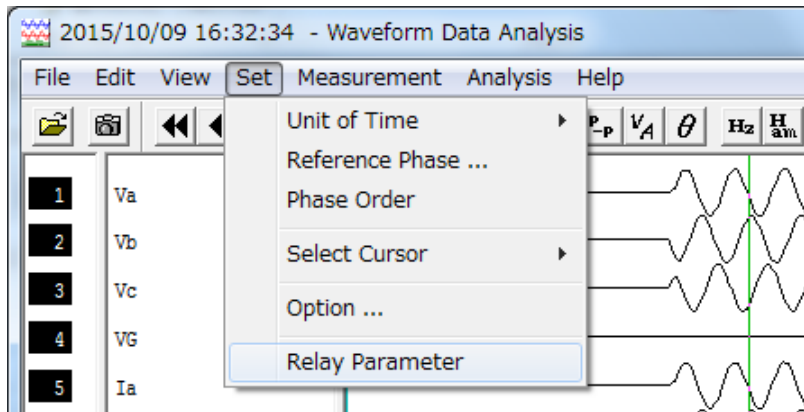 2015/10/09 16:32:34 - Waveform Data Analysis
File Edit View Set Measurement Analysis Help
P-P V/A θ Hz Ham
Unit of Time
Reference Phase ...
Phase Order
Select Cursor
Option ...
Relay Parameter
1 Va
2 Vb
3 Vc
4 VG
5 Ia